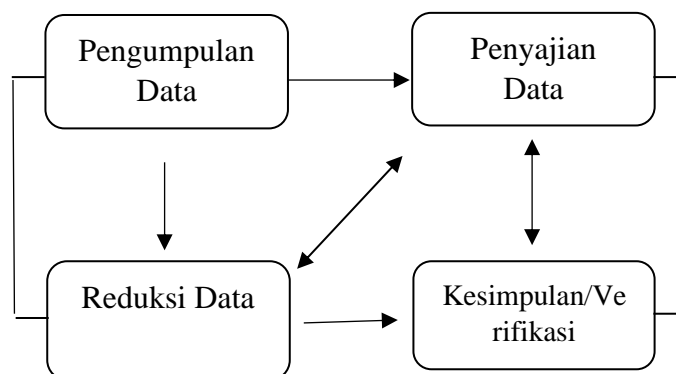 Pengumpulan
Data
Penyajian
Data
Reduksi Data
Kesimpulan/Ve
rifikasi